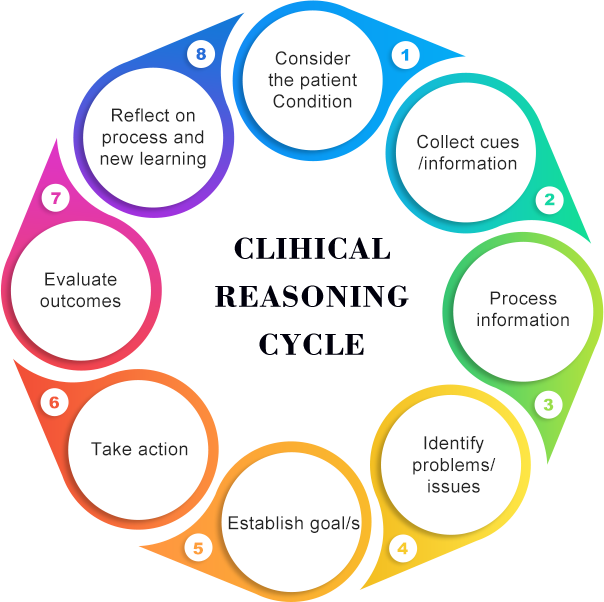 CLIHICAL
REASONING
CYCLE
1
Consider
the patient
Condition
2
Collect cues
/information
3
Process
information
4
Identify
problems/
issues
5
Establish goal/s
6
Take action
7
Evaluate
outcomes
8
Reflect on
process and
new learning